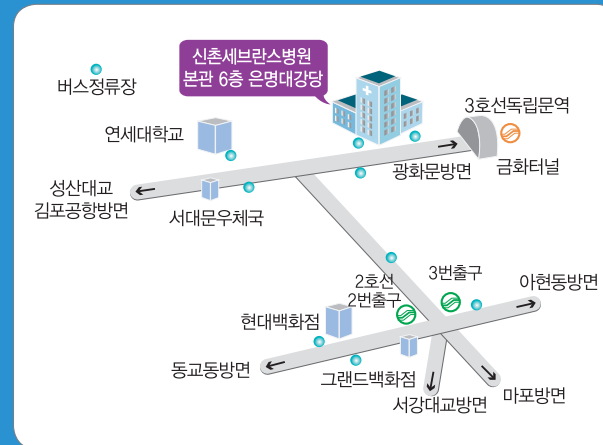 신촌세브란스병원
본관 6층 은명대강당
버스정류장
3호선독립문역
연세대학교
금화터널
광화문방면
성산대교
김포공항방면
서대문우체국
2호선
2번출구
3번출구
아현동방면
현대백화점
동교동방면
그랜드백화점
서강대교방면
마포방면